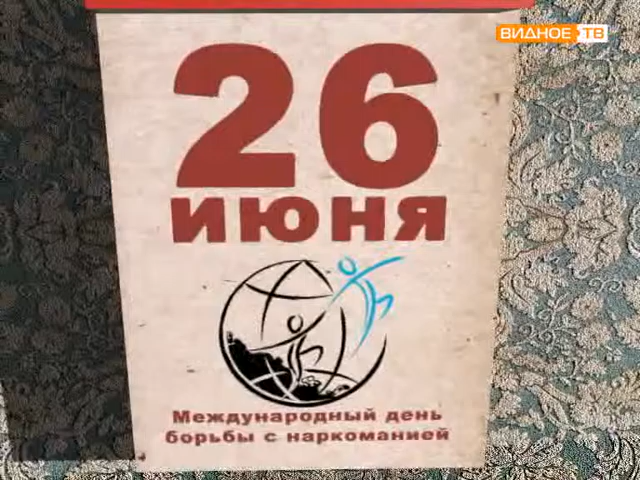 ВИДНОЕ ТВ
26
ИЮНЯ
Международный день
борьбы с наркоманией